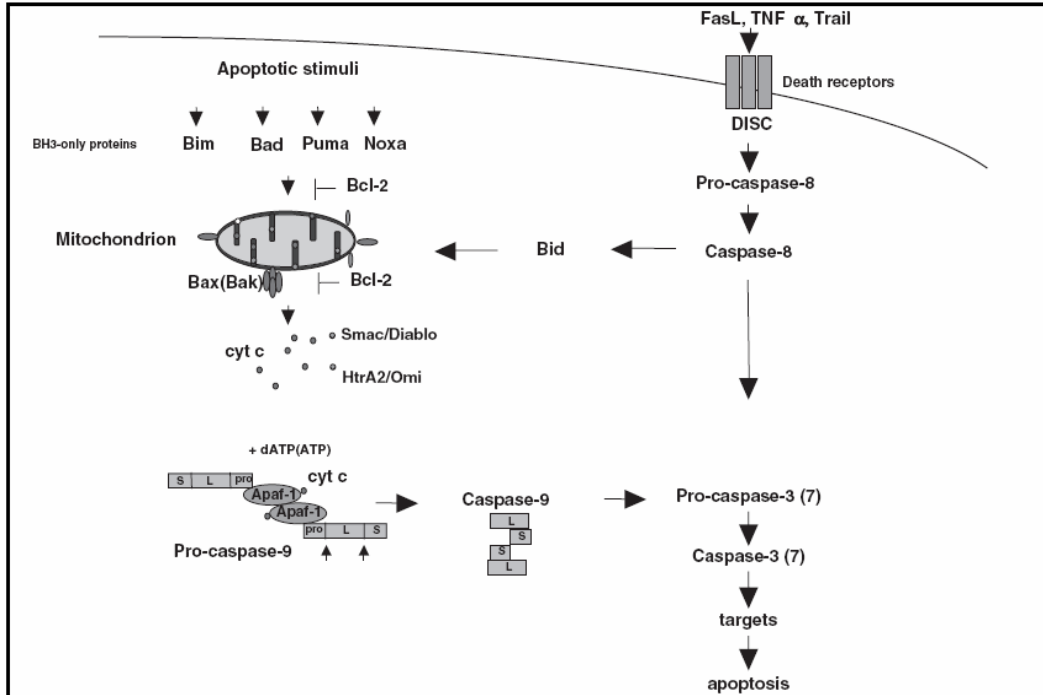 FasL, TNF α, Trail
Death receptors
DISC
Apoptotic stimuli
BH3-only proteins
Bim Bad Puma Noxa
Pro-caspase-8
Bcl-2
Mitochondrion
Bid
Caspase-8
Bax(Bak)
Bcl-2
Smac/Diablo
cyt c
HtrA2/Omi
+ dATP(ATP)
S L pro
cyt c
Apaf-1
Apaf-1
pro L S
Pro-caspase-9
Caspase-9
L
S
S
L
Pro-caspase-3 (7)
Caspase-3 (7)
targets
apoptosis